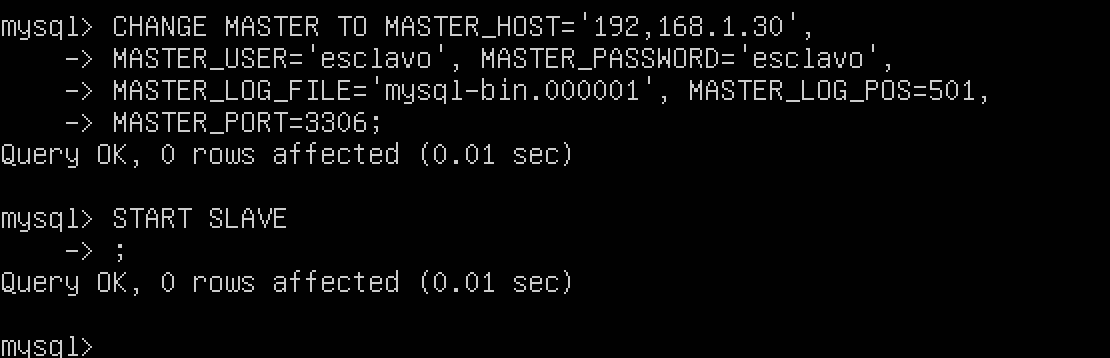 mysql> CHANGE MASTER TO MASTER_HOST='192,168.1.30',
    -> MASTER_USER='esclavo', MASTER_PASSWORD='esclavo',
    -> MASTER_LOG_FILE='mysql-bin.000001', MASTER_LOG_POS=501,
    -> MASTER_PORT=3306;
Query OK, 0 rows affected (0.01 sec)
mysql> START SLAVE
    -> ;
Query OK, 0 rows affected (0.01 sec)
mysql>